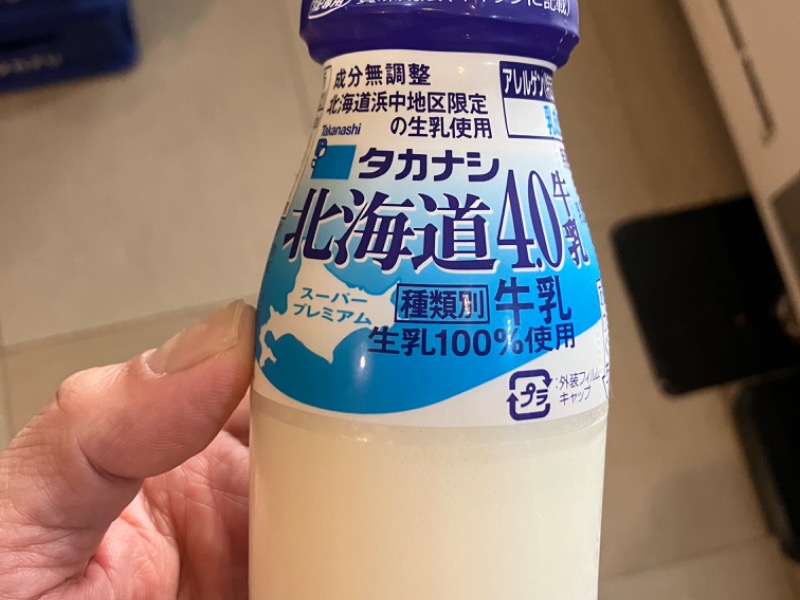 成分無調整
北海道浜中地区限定
の生乳使用
アレルゲン
Takanashi
タカナシ
北海道4.0牛乳
スーパー
プレミアム
種類別 牛乳
生乳100%使用
プラ :外装フィルム
キャップ